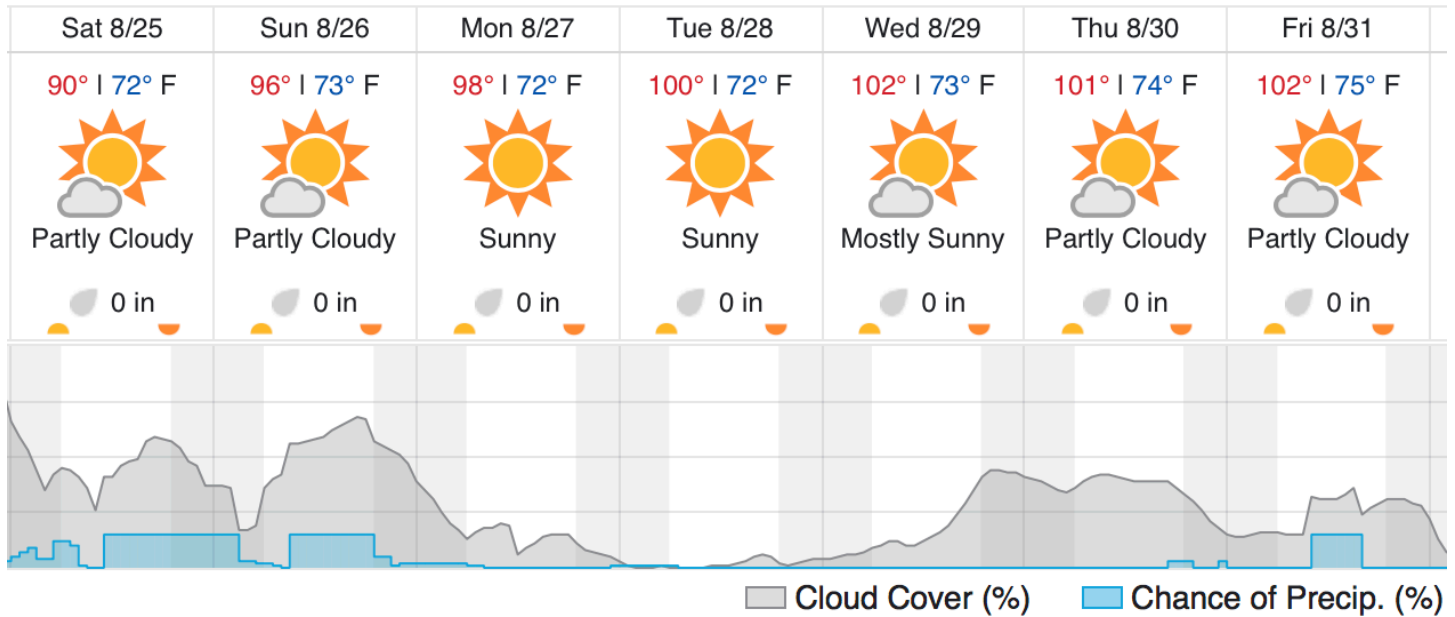 Sat 8/25 Sun 8/26 Mon 8/27 Tue 8/28 Wed 8/29 Thu 8/30 Fri 8/31
90° | 72° F 96° | 73° F 98° | 72° F 100° | 72° F 102° | 73° F 101° | 74° F 102° | 75° F
Partly Cloudy Partly Cloudy Sunny Sunny Mostly Sunny Partly Cloudy Partly Cloudy
0 in 0 in 0 in 0 in 0 in 0 in 0 in
Cloud Cover (%) Chance of Precip. (%)